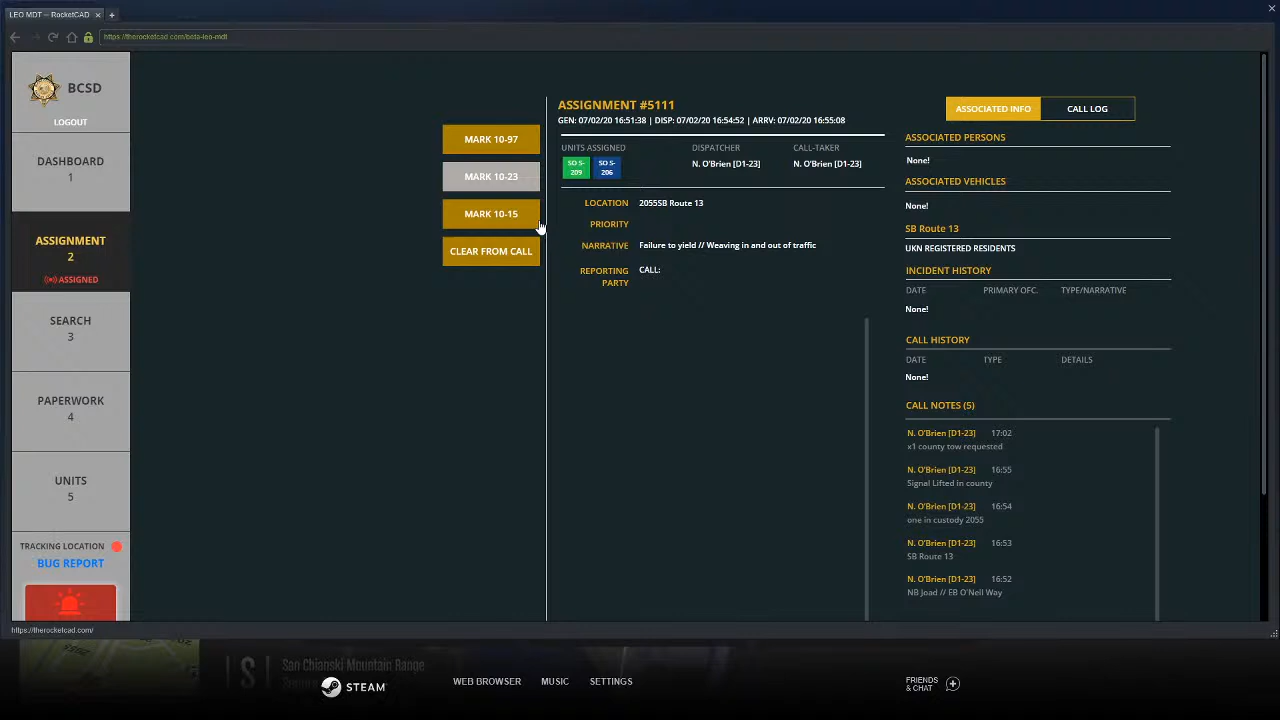 LEO MDT — RocketCAD
https://therocketcad.com/beta-leo-mdt
BCSD
LOGOUT
DASHBOARD
1
ASSIGNMENT
2
ASSIGNED
SEARCH
3
PAPERWORK
4
UNITS
5
TRACKING LOCATION
BUG REPORT
MARK 10-97
MARK 10-23
MARK 10-15
CLEAR FROM CALL
ASSIGNMENT #5111
GEN: 07/02/20 16:51:38 | DISP: 07/02/20 16:54:52 | ARRV: 07/02/20 16:55:08
UNITS ASSIGNED
SO S-209
SO S-206
DISPATCHER
N. O'Brien [D1-23]
CALL-TAKER
N. O'Brien [D1-23]
LOCATION 2055SB Route 13
PRIORITY
NARRATIVE Failure to yield // Weaving in and out of traffic
REPORTING PARTY CALL:
ASSOCIATED INFO
CALL LOG
ASSOCIATED PERSONS
None!
ASSOCIATED VEHICLES
None!
SB Route 13
UKN REGISTERED RESIDENTS
INCIDENT HISTORY
DATE PRIMARY OFC. TYPE/NARRATIVE
None!
CALL HISTORY
DATE TYPE DETAILS
None!
CALL NOTES (5)
N. O'Brien [D1-23] 17:02
x1 county tow requested
N. O'Brien [D1-23] 16:55
Signal Lifted in county
N. O'Brien [D1-23] 16:54
one in custody 2055
N. O'Brien [D1-23] 16:53
SB Route 13
N. O'Brien [D1-23] 16:52
NB Joad // EB O'Neil Way
https://therocketcad.com/
San Chianski Mountain Range
STEAM
WEB BROWSER
MUSIC
SETTINGS
FRIENDS
& CHAT